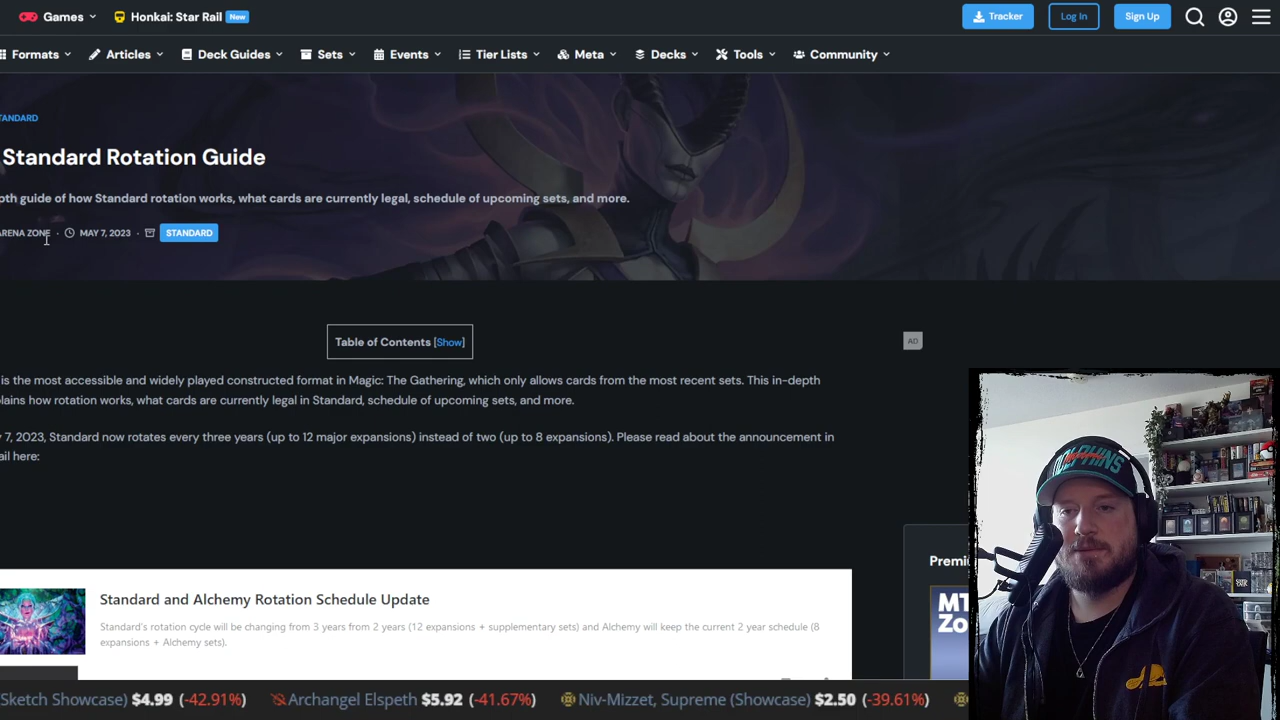 Games
Honkai: Star Rail New
Tracker
Log In
Sign Up
Formats
Articles
Deck Guides
Sets
Events
Tier Lists
Meta
Decks
Tools
Community
TANDARD
Standard Rotation Guide
pth guide of how Standard rotation works, what cards are currently legal, schedule of upcoming sets, and more.
ARENA ZONE · MAY 7, 2023 · STANDARD
Table of Contents [Show]
AD
is the most accessible and widely played constructed format in Magic: The Gathering, which only allows cards from the most recent sets. This in-depth
lains how rotation works, what cards are currently legal in Standard, schedule of upcoming sets, and more.
y 7, 2023, Standard now rotates every three years (up to 12 major expansions) instead of two (up to 8 expansions). Please read about the announcement in
ail here:
Premi
MT
Zo
Standard and Alchemy Rotation Schedule Update
Standard's rotation cycle will be changing from 3 years from 2 years (12 expansions + supplementary sets) and Alchemy will keep the current 2 year schedule (8
expansions + Alchemy sets).
DOLPHINS
Sketch Showcase) $4.99 (-42.91%) Archangel Elspeth $5.92 (-41.67%) Niv-Mizzet, Supreme (Showcase) $2.50 (-39.61%)